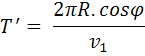 T′ = 2πR. cosφ / v₁